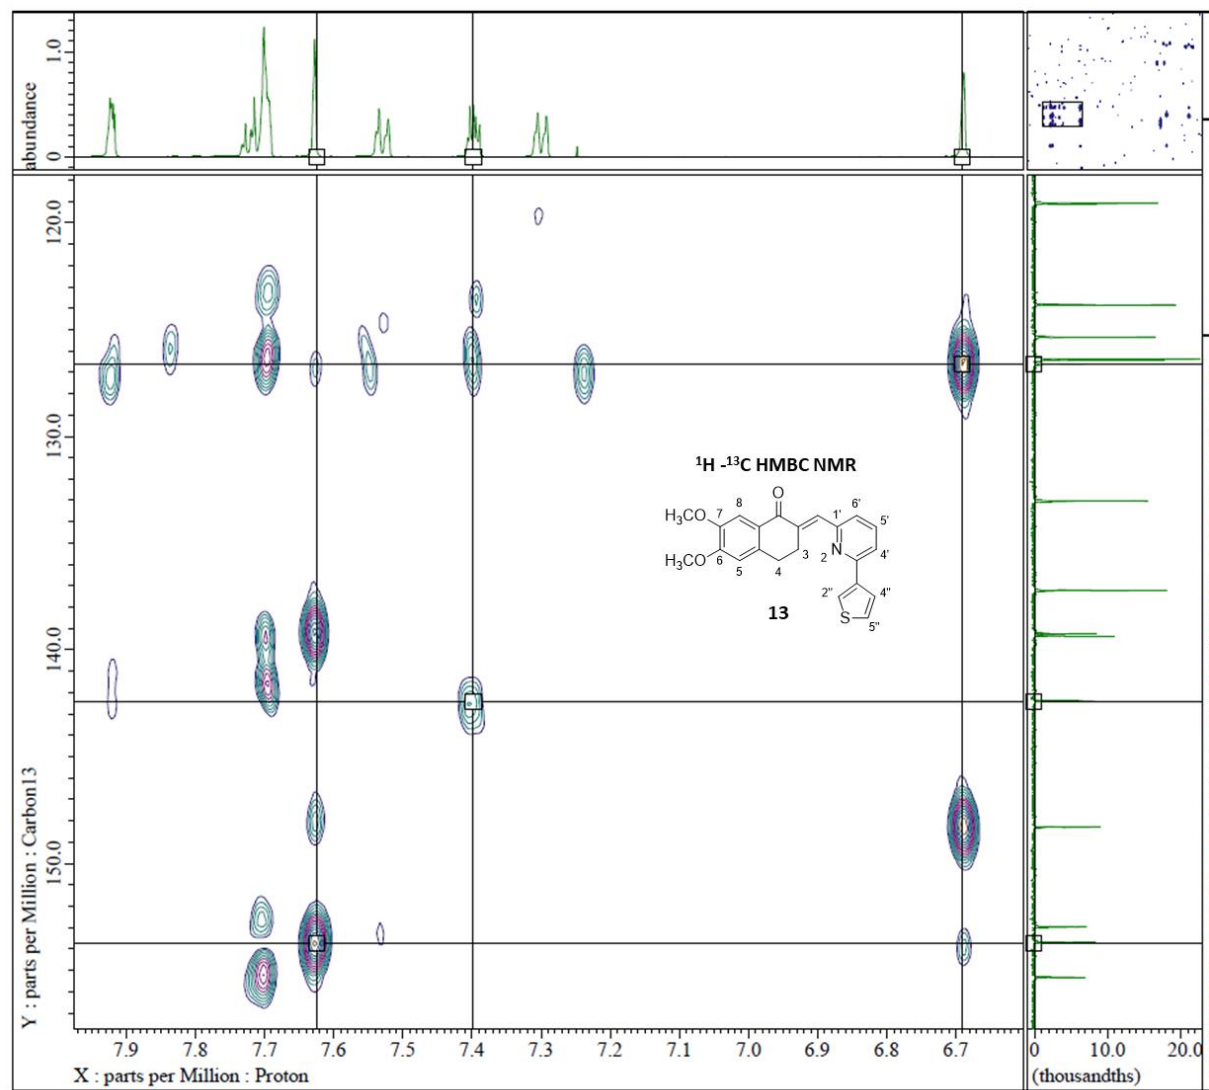 abundance
1.0
0
120.0
130.0
140.0
150.0
Y : parts per Million : Carbon13
¹H -¹³C HMBC NMR
O
8
H₃CO
7
1'
6'
5'
H₃CO
6
5
4
3
N
2
4'
2''
4''
S
5''
13
7.9 7.8 7.7 7.6 7.5 7.4 7.3 7.2 7.1 7.0 6.9 6.8 6.7
X : parts per Million : Proton
0 10.0 20.0
(thousandths)